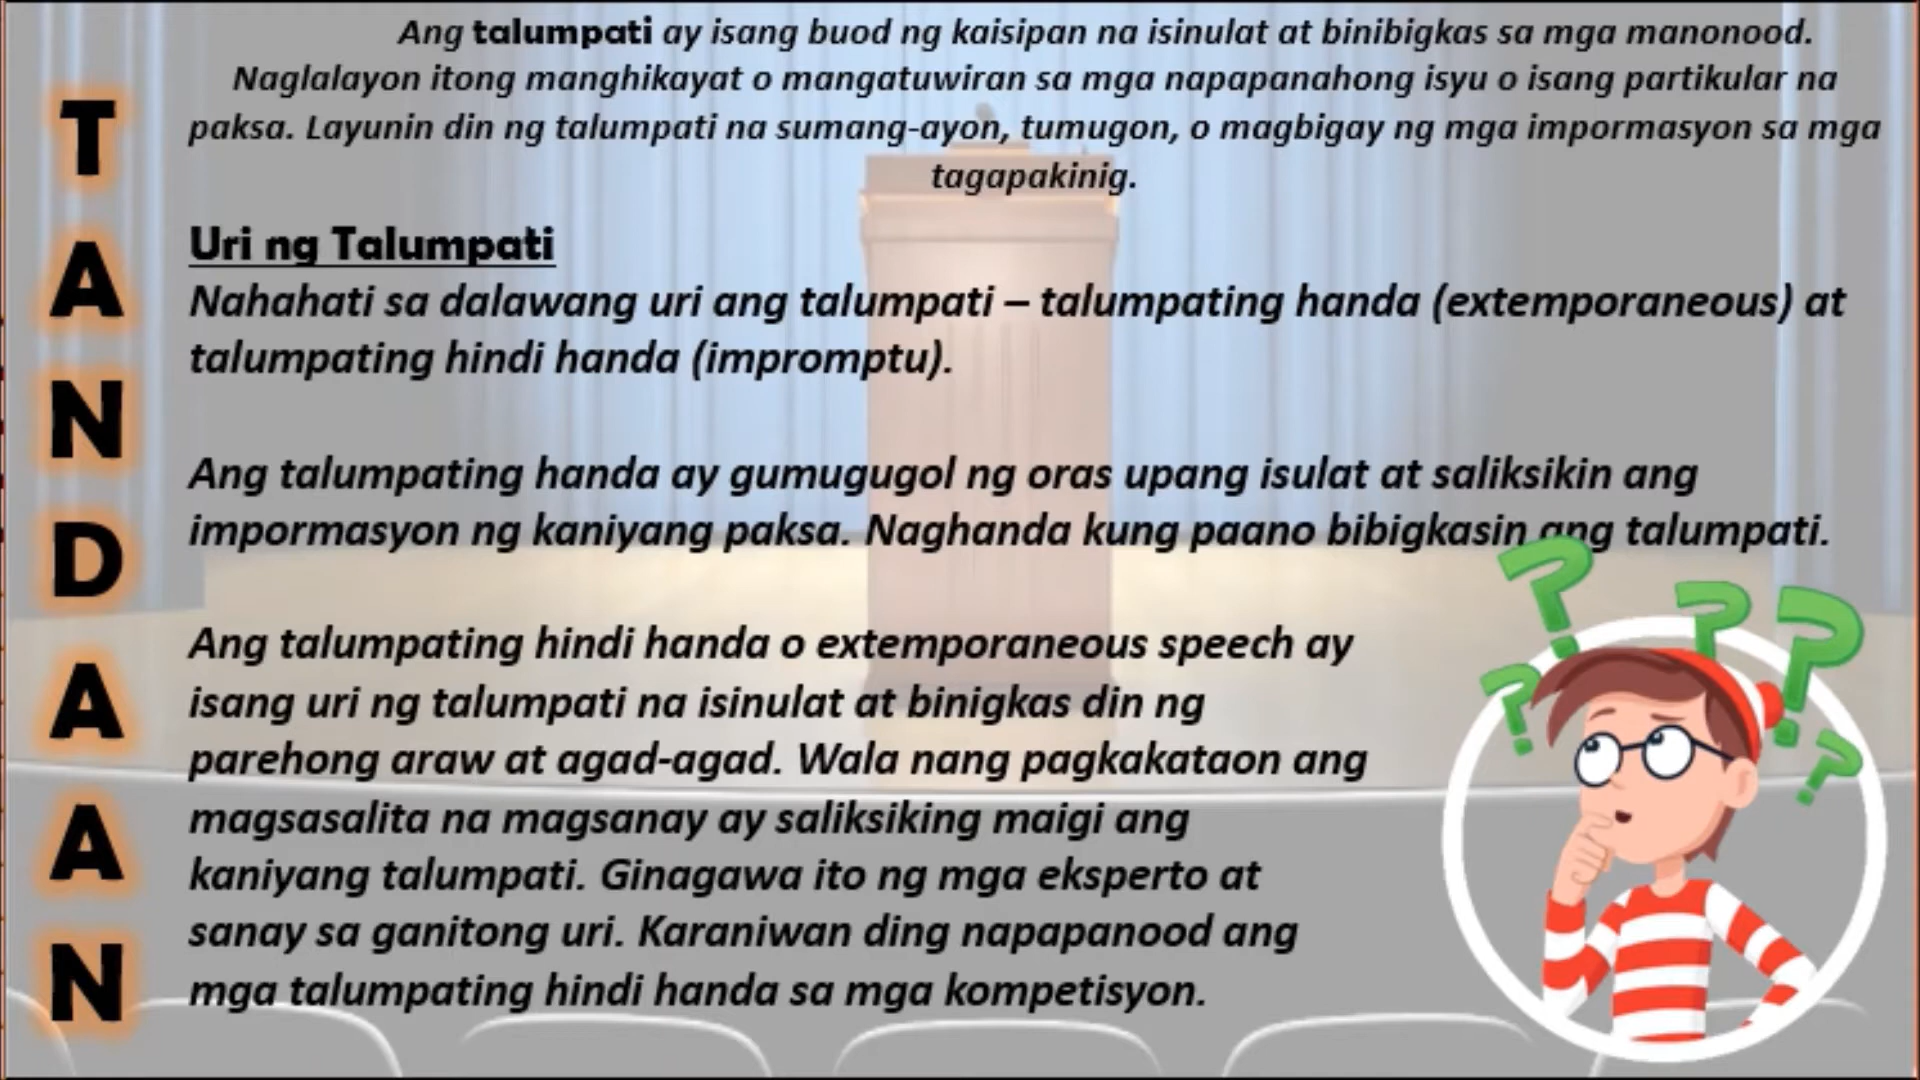 TANDAAN
Ang talumpati ay isang buod ng kaisipan na isinulat at binibigkas sa mga manonood.
Naglalayon itong manghikayat o mangatuwiran sa mga napapanahong isyu o isang partikular na
paksa. Layunin din ng talumpati na sumang-ayon, tumugon, o magbigay ng mga impormasyon sa mga
tagapakinig.
Uri ng Talumpati
Nahahati sa dalawang uri ang talumpati – talumpating handa (extemporaneous) at
talumpating hindi handa (impromptu).
Ang talumpating handa ay gumugugol ng oras upang isulat at saliksikin ang
impormasyon ng kaniyang paksa. Naghanda kung paano bibigkasin ang talumpati.
Ang talumpating hindi handa o extemporaneous speech ay
isang uri ng talumpati na isinulat at binigkas din ng
parehong araw at agad-agad. Wala nang pagkakataon ang
magsasalita na magsanay ay saliksiking maigi ang
kaniyang talumpati. Ginagawa ito ng mga eksperto at
sanay sa ganitong uri. Karaniwan ding napapanood ang
mga talumpating hindi handa sa mga kompetisyon.